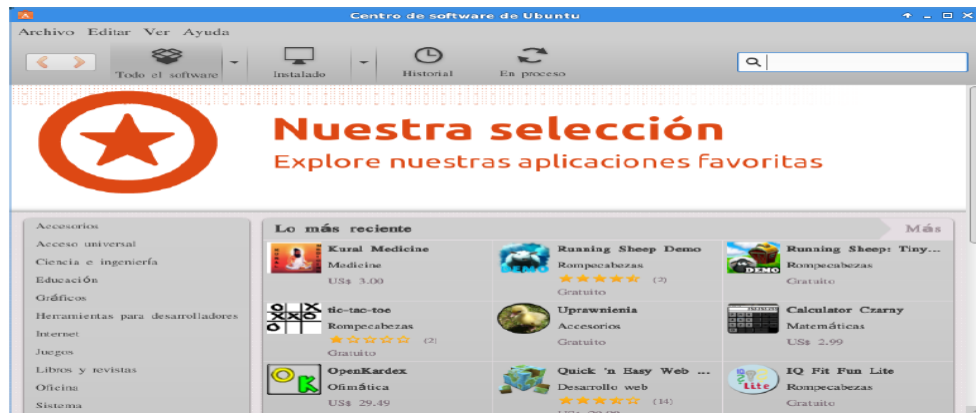 Centro de software de Ubuntu
Archivo Editar Ver Ayuda
Todo el software
Instalado
Historial
En proceso
Nuestra selección
Explore nuestras aplicaciones favoritas
Accesorios
Acceso universal
Ciencia e ingeniería
Educación
Gráficos
Herramientas para desarrolladores
Internet
Juegos
Libros y revistas
Oficina
Sistema
Lo más reciente
Más
Kural Medicine
Medicine
US$ 3.00
DEMO
Running Sheep Demo
Rompecabezas
(2)
Gratuito
DEMO
Running Sheep: Tiny...
Rompecabezas
Gratuito
tic-tac-toe
Rompecabezas
(2)
Gratuito
Uprawnienia
Accesorios
Gratuito
Calculator Czarny
Matemáticas
US$ 2.99
OK
OpenKardex
Ofimática
US$ 29.49
Quick 'n Easy Web ...
Desarrollo web
(14)
Lite
IQ Fit Fun Lite
Rompecabezas
Gratuito